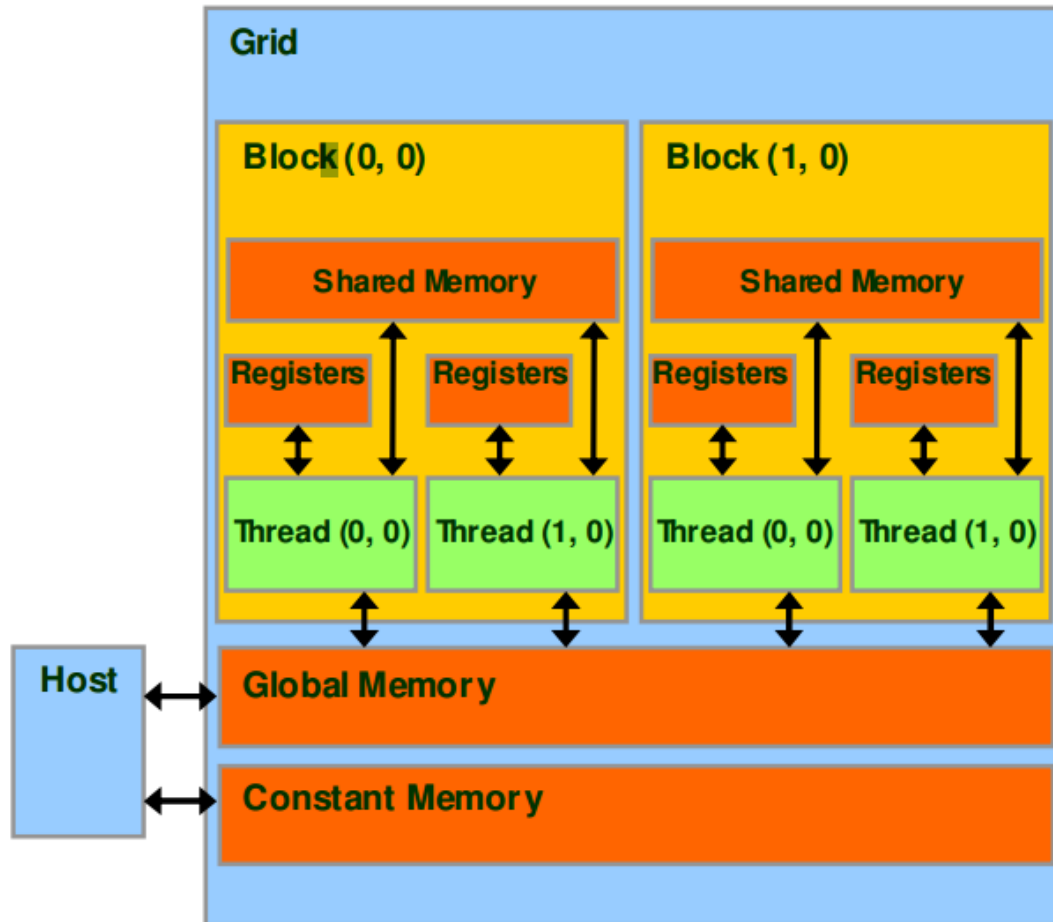 Grid
Block (0, 0)
Block (1, 0)
Shared Memory
Shared Memory
Registers
Registers
Registers
Registers
Thread (0, 0)
Thread (1, 0)
Thread (0, 0)
Thread (1, 0)
Host
Global Memory
Constant Memory